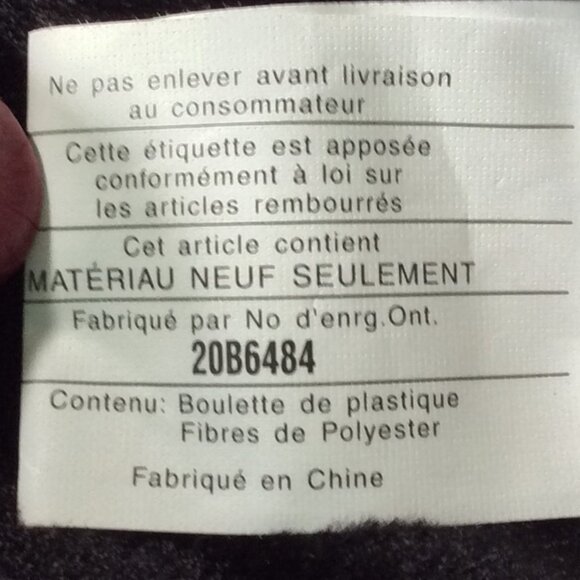 Ne pas enlever avant livraison
au consommateur
Cette étiquette est apposée
conformément à loi sur
les articles rembourrés
Cet article contient
MATÉRIAU NEUF SEULEMENT
Fabriqué par No d'enrg.Ont.
20B6484
Contenu: Boulette de plastique
Fibres de Polyester
Fabriqué en Chine